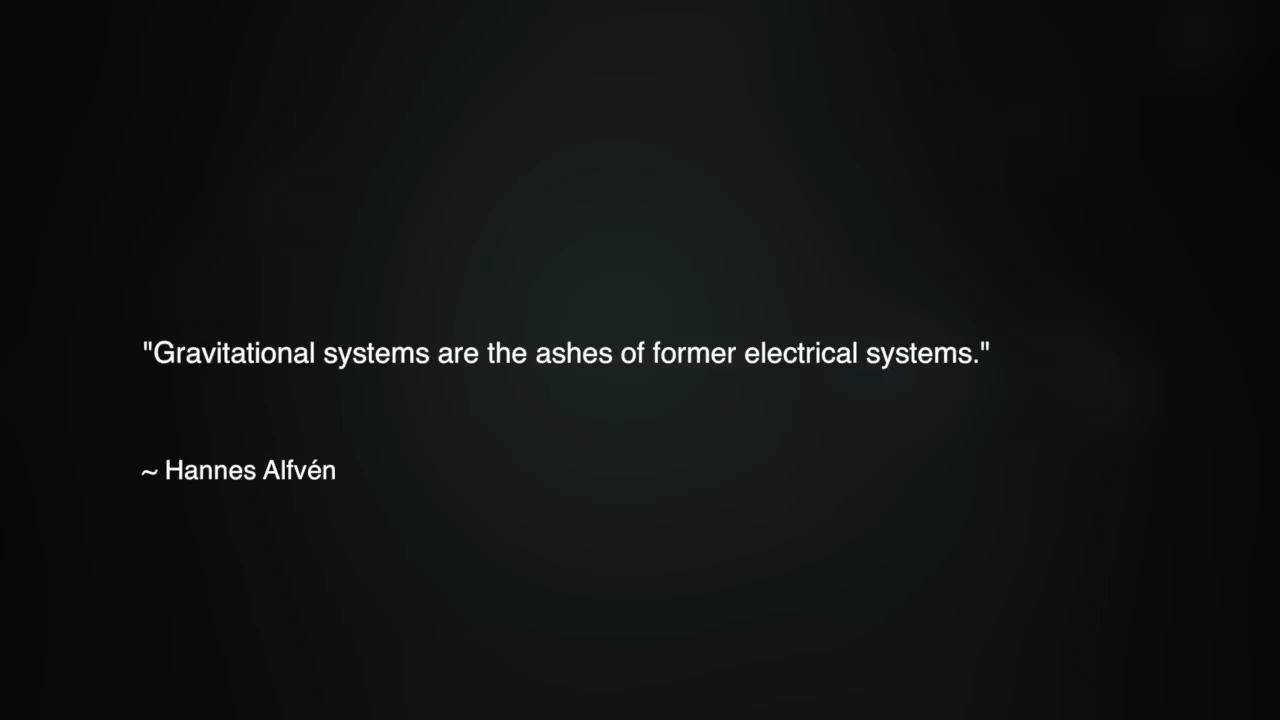 "Gravitational systems are the ashes of former electrical systems."
~ Hannes Alfvén